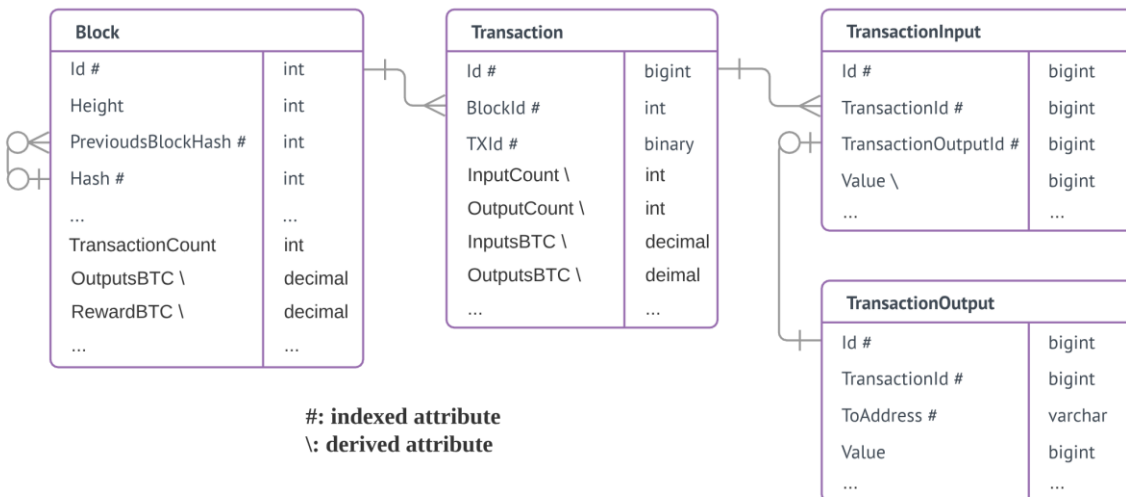 Block
Id # int
Height int
PrevioudsBlockHash # int
Hash # int
... ...
TransactionCount int
OutputsBTC \ decimal
RewardBTC \ decimal
... ...
Transaction
Id # bigint
BlockId # int
TXId # binary
InputCount \ int
OutputCount \ int
InputsBTC \ decimal
OutputsBTC \ deimal
... ...
TransactionInput
Id # bigint
TransactionId # bigint
TransactionOutputId # bigint
Value \ bigint
... ...
TransactionOutput
Id # bigint
TransactionId # bigint
ToAddress # varchar
Value bigint
... ...
#: indexed attribute
\: derived attribute